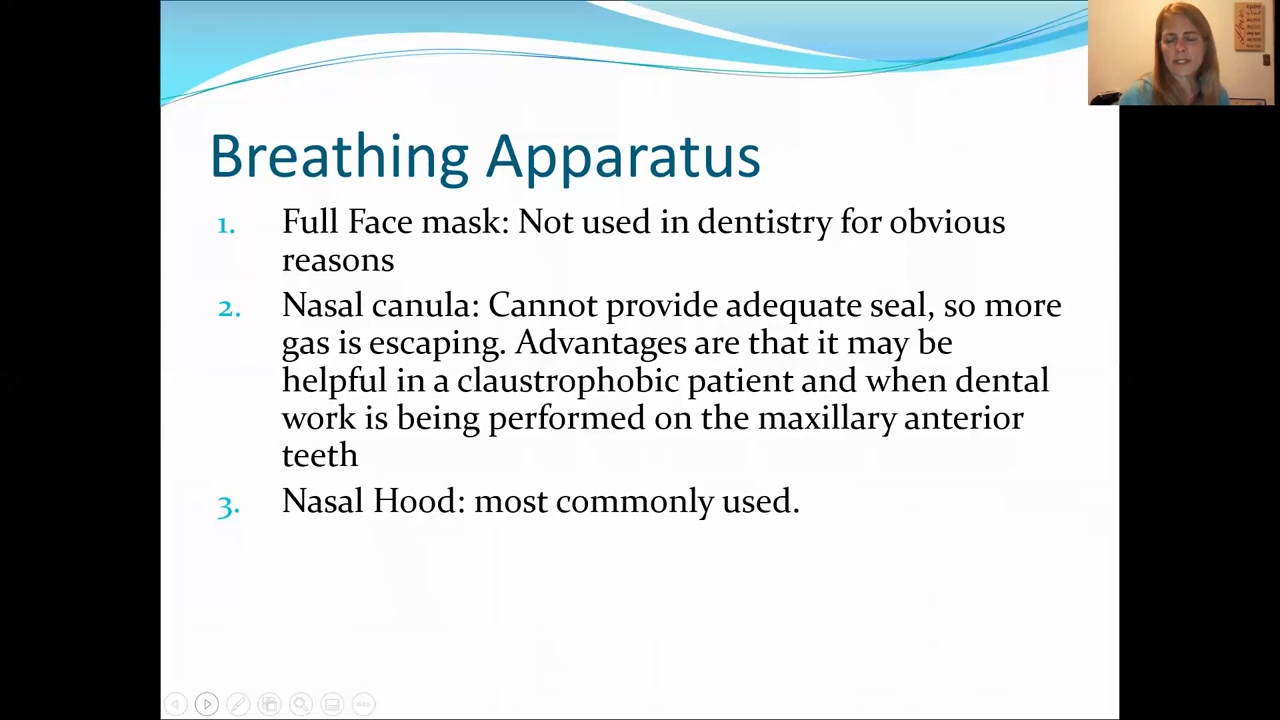 Breathing Apparatus
1. Full Face mask: Not used in dentistry for obvious
reasons
2. Nasal canula: Cannot provide adequate seal, so more
gas is escaping. Advantages are that it may be
helpful in a claustrophobic patient and when dental
work is being performed on the maxillary anterior
teeth
3. Nasal Hood: most commonly used.